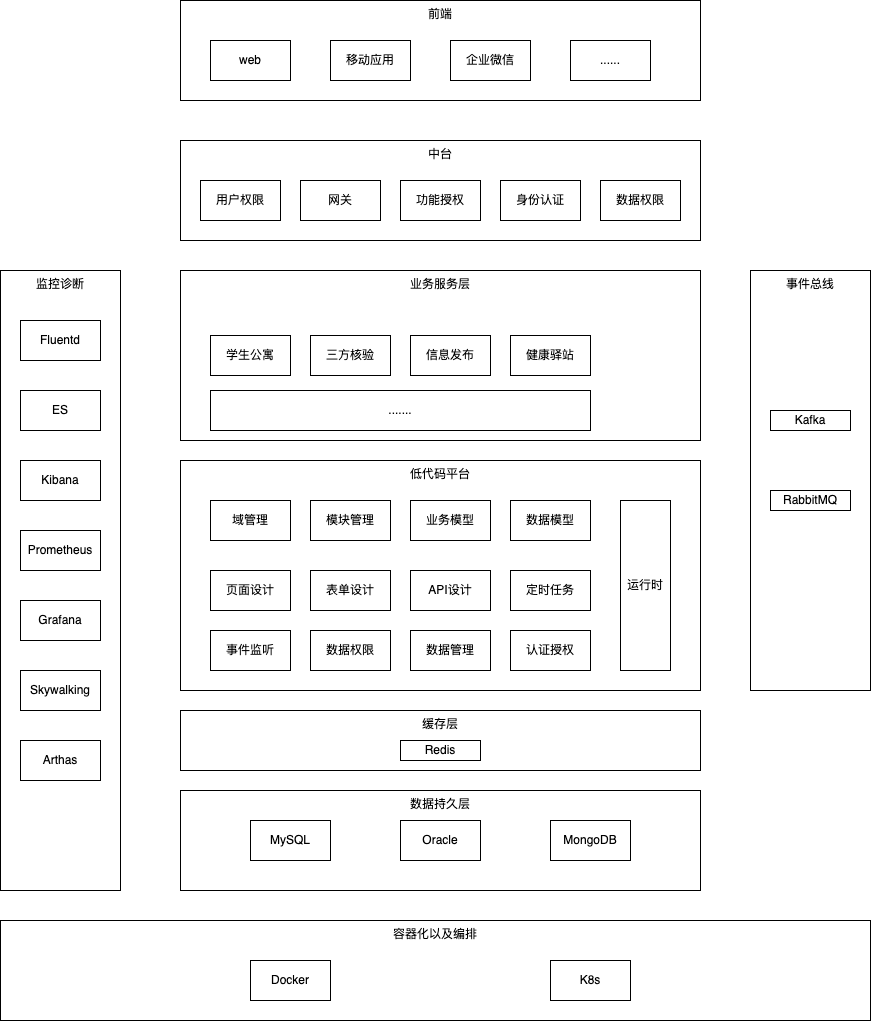 前端
web
移动应用
企业微信
......
中台
用户权限
网关
功能授权
身份认证
数据权限
监控诊断
Fluentd
ES
Kibana
Prometheus
Grafana
Skywalking
Arthas
业务服务层
学生公寓
三方核验
信息发布
健康驿站
.......
低代码平台
域管理
模块管理
业务模型
数据模型
页面设计
表单设计
API设计
定时任务
事件监听
数据权限
数据管理
认证授权
运行时
缓存层
Redis
数据持久层
MySQL
Oracle
MongoDB
事件总线
Kafka
RabbitMQ
容器化以及编排
Docker
K8s